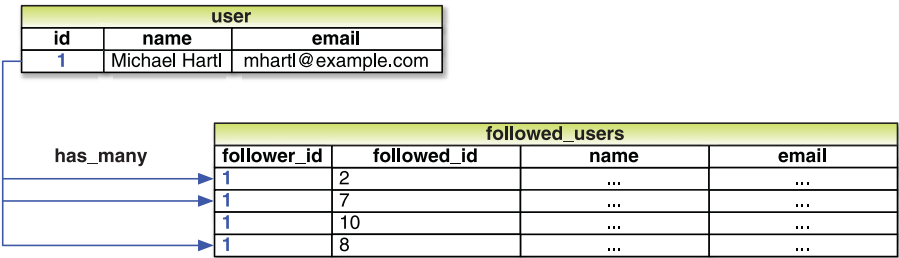 user
id name email
1 Michael Hartl mhartl@example.com
followed_users
has_many follower_id followed_id name email
1 2 ... ...
1 7 ... ...
1 10 ... ...
1 8 ... ...